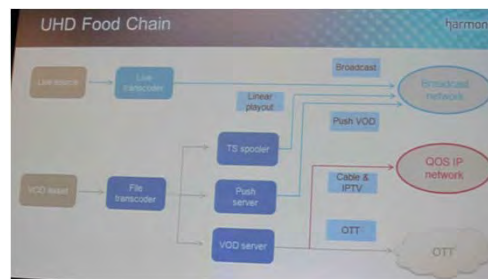 UHD Food Chain
harmon
Live source
Live
transcoder
Broadcast
Broadcast
network
Linear
playout
Push VOD
TS spooler
QOS IP
network
VOD asset
File
transcoder
Push
server
Cable &
IPTV
VOD server
OTT
OTT